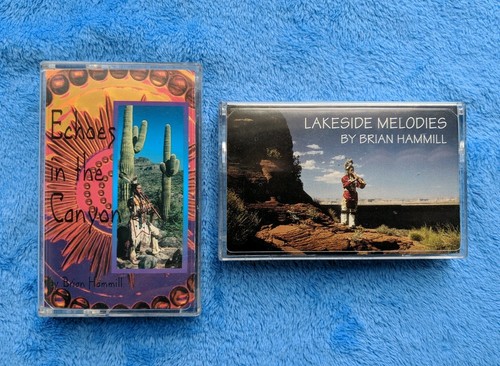 Echoes
in the
Canyon
by Brian Hammill
LAKESIDE MELODIES
BY BRIAN HAMMILL